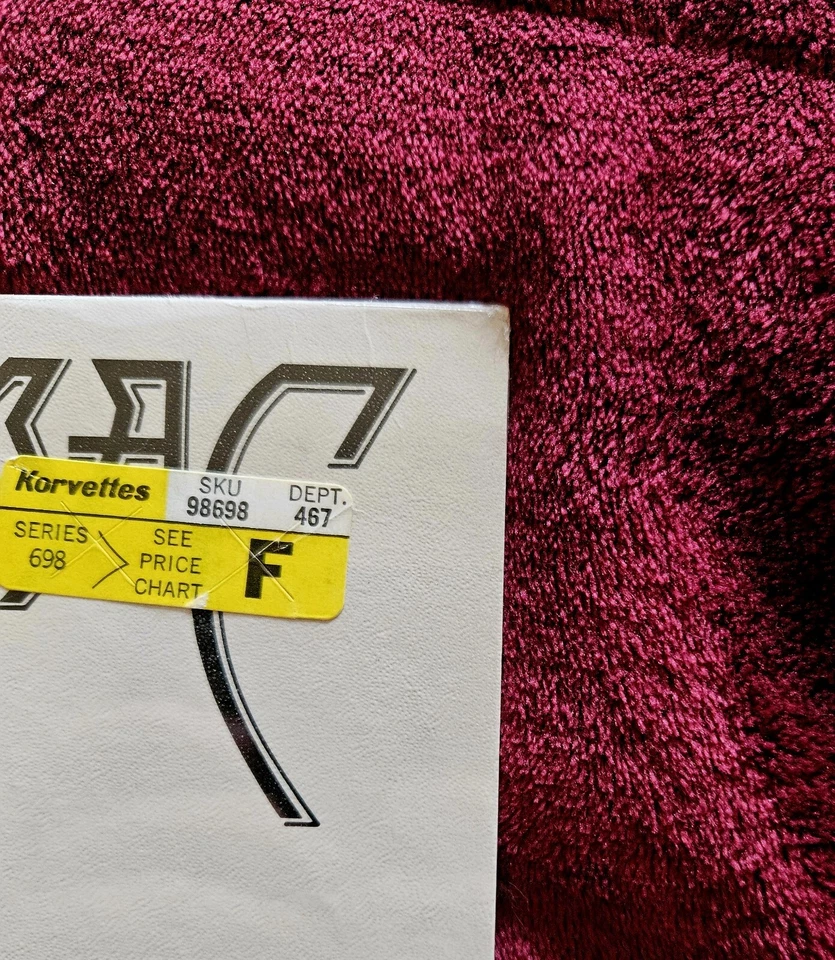 Korvettes
SKU
98698
DEPT.
467
SERIES
698
SEE
PRICE
CHART
F